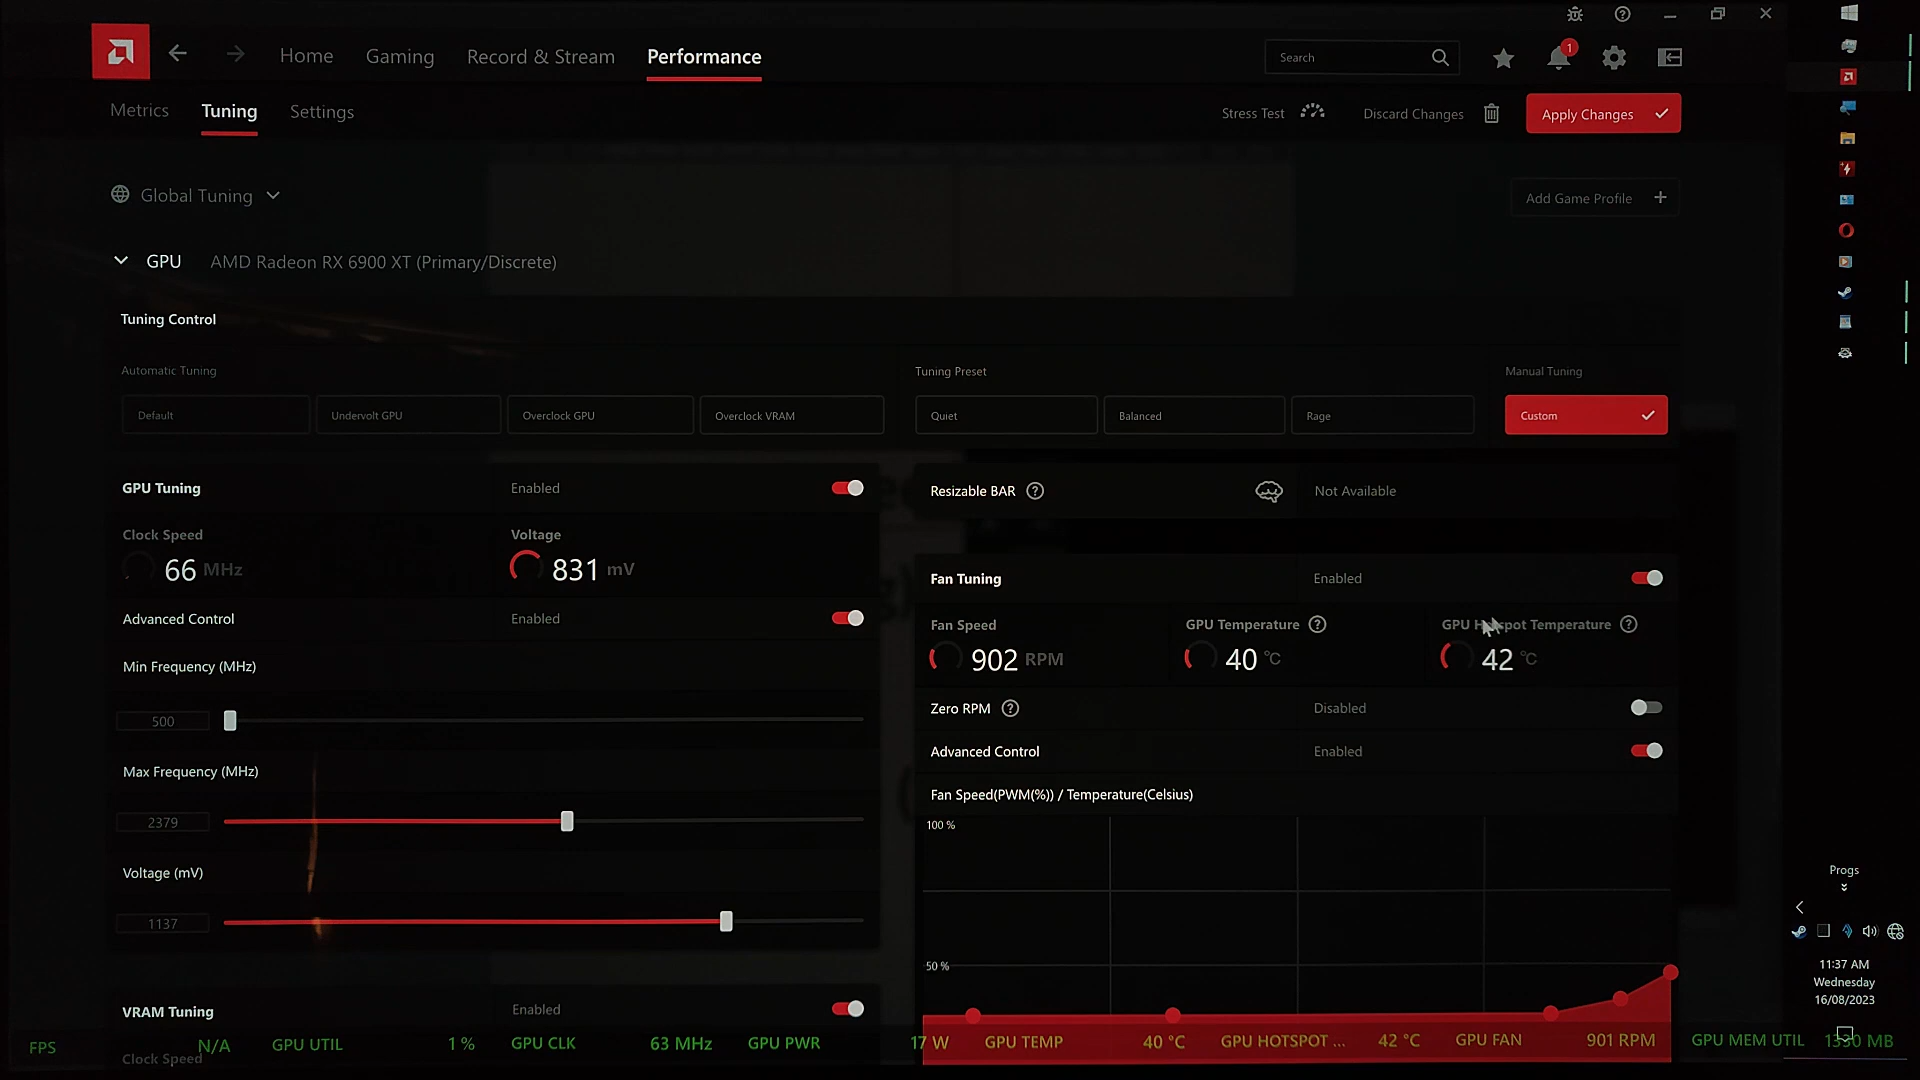 Home Gaming Record & Stream Performance
Search
1
Metrics Tuning Settings
Stress Test Discard Changes Apply Changes
Global Tuning
Add Game Profile
GPU AMD Radeon RX 6900 XT (Primary/Discrete)
Tuning Control
Automatic Tuning
Tuning Preset
Manual Tuning
Default Undervolt GPU Overclock GPU Overclock VRAM
Quiet Balanced Rage
Custom
GPU Tuning Enabled
Clock Speed Voltage
66 MHz 831 mV
Advanced Control Enabled
Min Frequency (MHz)
500
Max Frequency (MHz)
2379
Voltage (mV)
1137
VRAM Tuning Enabled
Clock Speed
Resizable BAR Not Available
Fan Tuning Enabled
Fan Speed GPU Temperature GPU Hotspot Temperature
902 RPM 40 °C 42 °C
Zero RPM Disabled
Advanced Control Enabled
Fan Speed(PWM(%)) / Temperature(Celsius)
100 %
50 %
FPS N/A GPU UTIL 1 % GPU CLK 63 MHz GPU PWR 17 W GPU TEMP 40 °C GPU HOTSPOT ... 42 °C GPU FAN 901 RPM GPU MEM UTIL 1330 MB
Progs
11:37 AM
Wednesday
16/08/2023